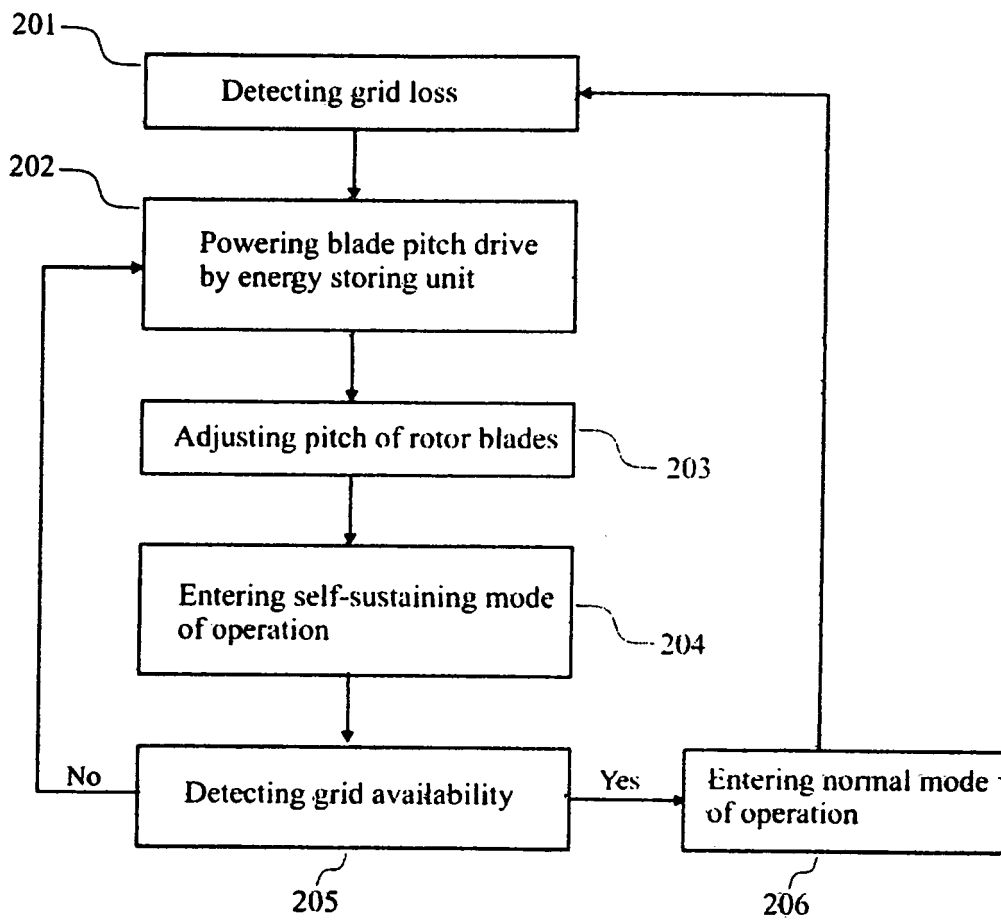 201
Detecting grid loss
202
Powering blade pitch drive
by energy storing unit
Adjusting pitch of rotor blades
203
Entering self-sustaining mode
of operation
204
No
Detecting grid availability
Yes
Entering normal mode
of operation
205
206